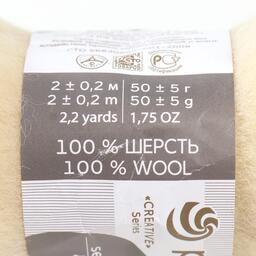 2 ± 0,2 м 50 ± 5 г
2 ± 0,2 m 50 ± 5 g
2,2 yards 1,75 OZ
100 % ШЕРСТЬ
100 % WOOL
«CREATIVE»
Series